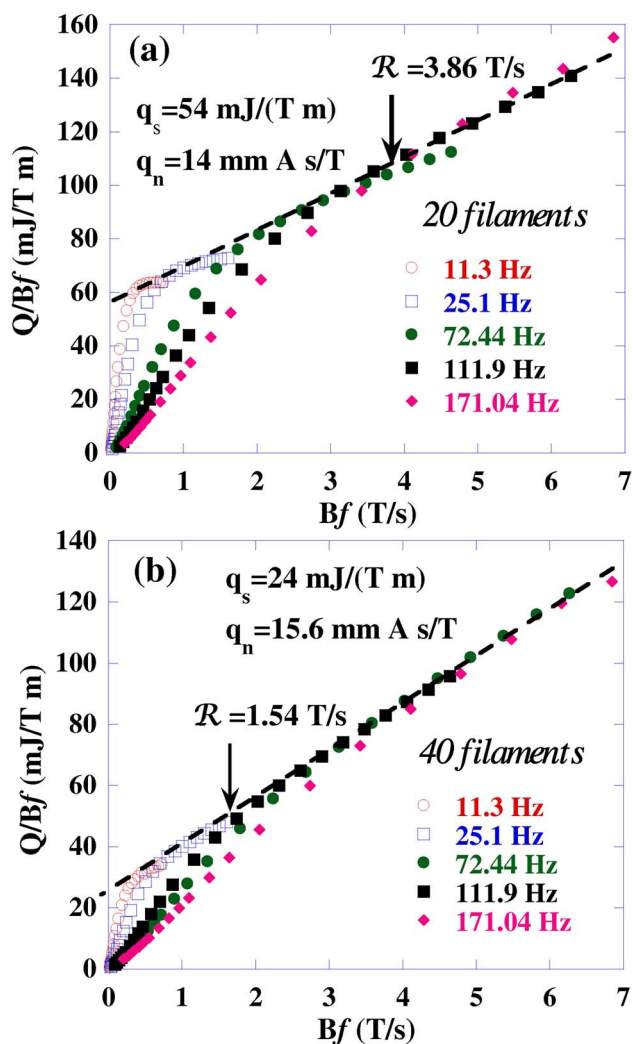 160
(a)
ℛ =3.86 T/s
140
q_s=54 mJ/(T m)
120
q_n=14 mm A s/T
100
Q/Bf (mJ/T m)
80
20 filaments
60
11.3 Hz
25.1 Hz
40
72.44 Hz
111.9 Hz
20
171.04 Hz
0
0 1 2 3 4 5 6 7
Bf (T/s)
140
(b)
q_s=24 mJ/(T m)
120
q_n=15.6 mm A s/T
100
ℛ =1.54 T/s
80
Q/Bf (mJ/T m)
40 filaments
60
11.3 Hz
25.1 Hz
40
72.44 Hz
20
111.9 Hz
171.04 Hz
0
0 1 2 3 4 5 6 7
Bf (T/s)